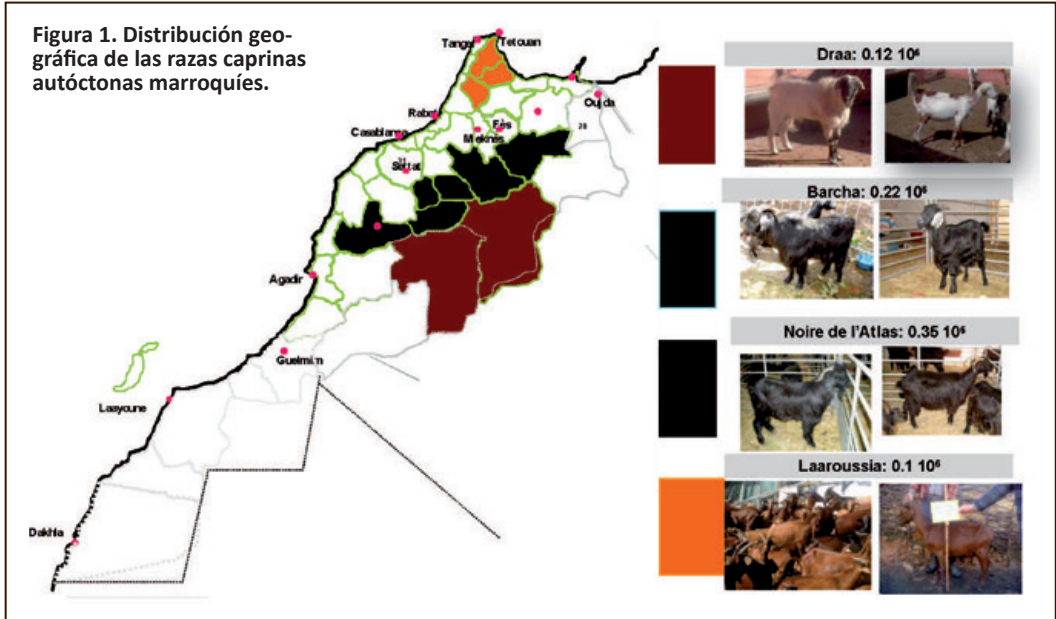 Figura 1. Distribución geo-
gráfica de las razas caprinas
autóctonas marroquíes.
Tanger
Tetouan
Oujda
28
Rabat
Fès
Casablanca
Meknès
Settat
Agadir
Guelmim
Laayoune
Dakhla
Draa: 0.12 10⁶
Barcha: 0.22 10⁶
Noire de l'Atlas: 0.35 10⁶
Laaroussia: 0.1 10⁶